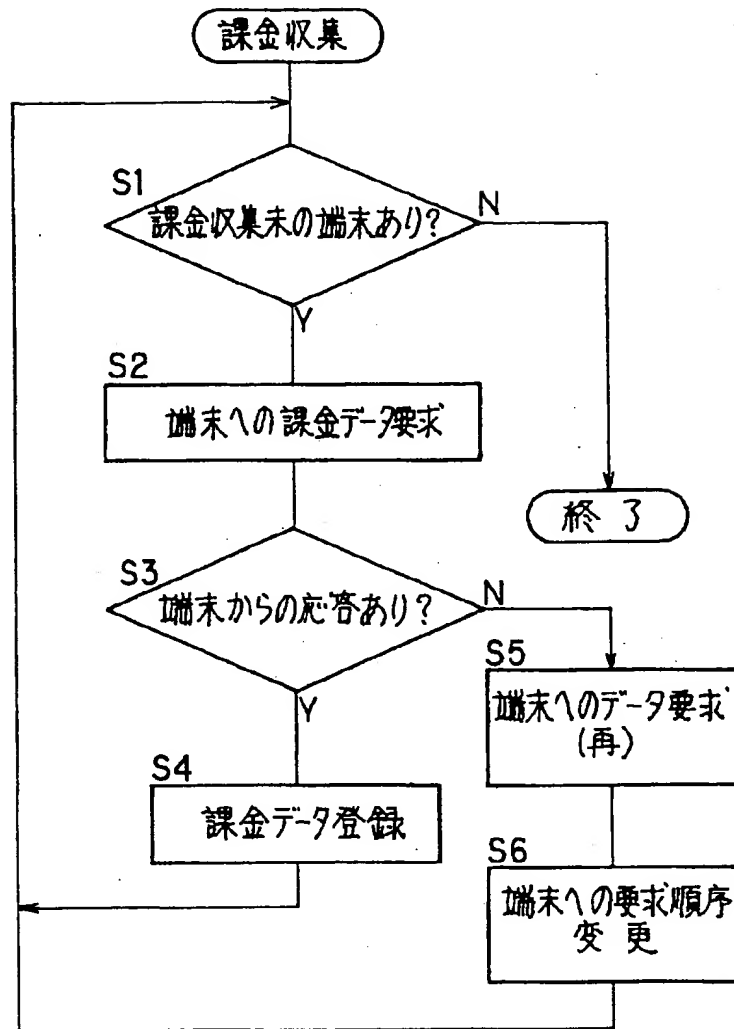 課金収集
S1
課金収集未の端末あり?
N
Y
S2
端末への課金データ要求
終了
S3
端末からの応答あり?
N
Y
S5
端末へのデータ要求
(再)
S4
課金データ登録
S6
端末への要求順序
変更